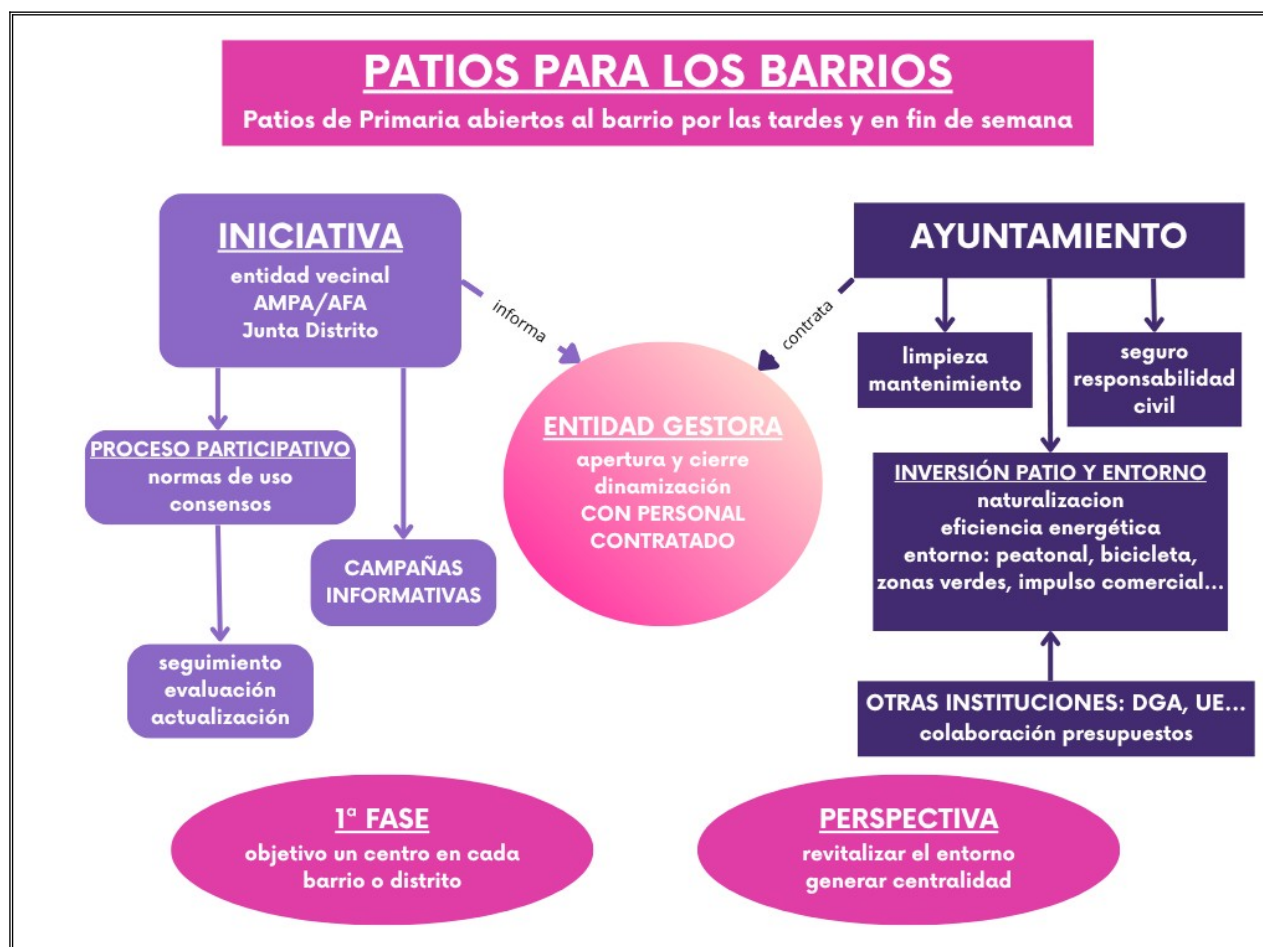 PATIOS PARA LOS BARRIOS
Patios de Primaria abiertos al barrio por las tardes y en fin de semana
INICIATIVA
entidad vecinal
AMPA/AFA
Junta Distrito
informa
contrata
AYUNTAMIENTO
limpieza
mantenimiento
seguro
responsabilidad
civil
PROCESO PARTICIPATIVO
normas de uso
consensos
CAMPAÑAS
INFORMATIVAS
seguimiento
evaluación
actualización
ENTIDAD GESTORA
apertura y cierre
dinamización
CON PERSONAL
CONTRATADO
INVERSIÓN PATIO Y ENTORNO
naturalizacion
eficiencia energética
entorno: peatonal, bicicleta,
zonas verdes, impulso comercial...
OTRAS INSTITUCIONES: DGA, UE...
colaboración presupuestos
1ª FASE
objetivo un centro en cada
barrio o distrito
PERSPECTIVA
revitalizar el entorno
generar centralidad